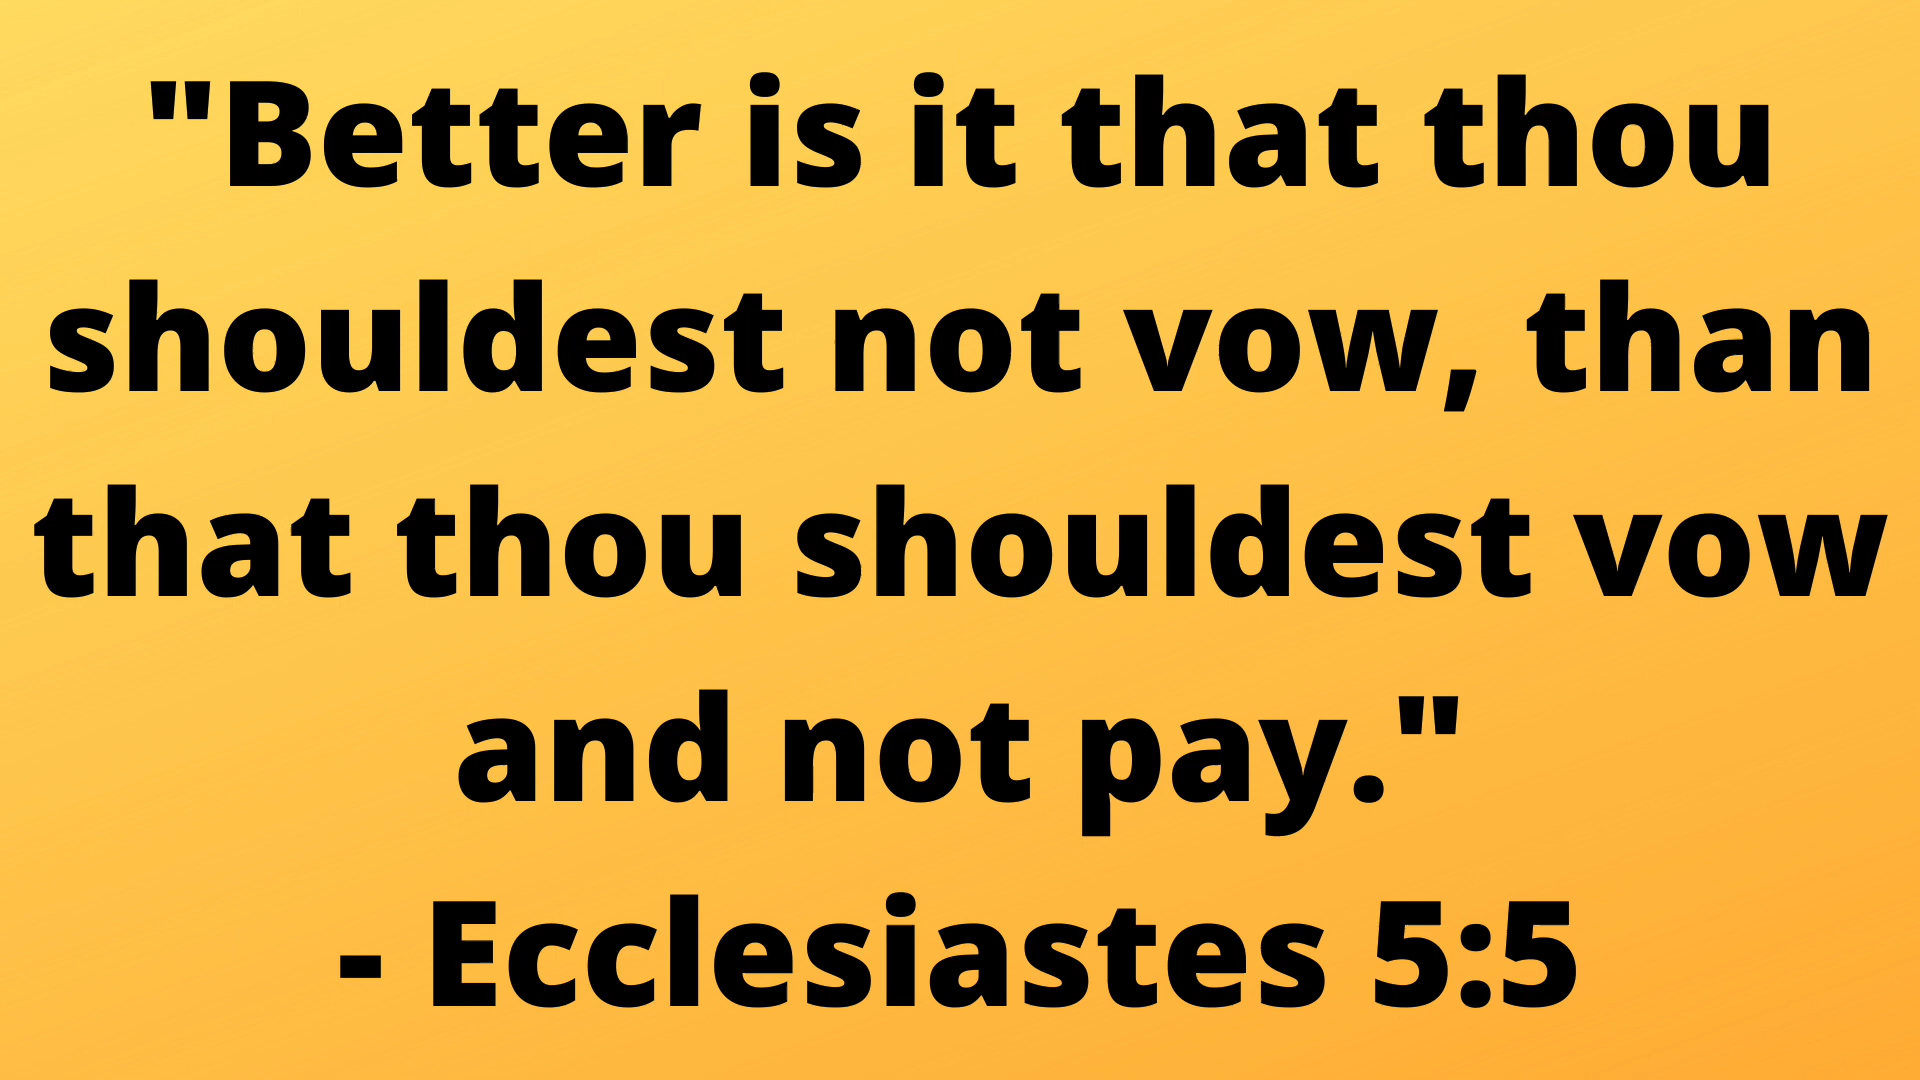 "Better is it that thou
shouldest not vow, than
that thou shouldest vow
and not pay."
- Ecclesiastes 5:5